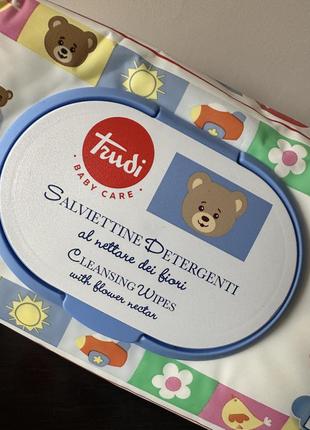 Trudi
BABY CARE
SALVIETTINE DETERGENTI
al nettare dei fiori
CLEANSING WIPES
with flower nectar